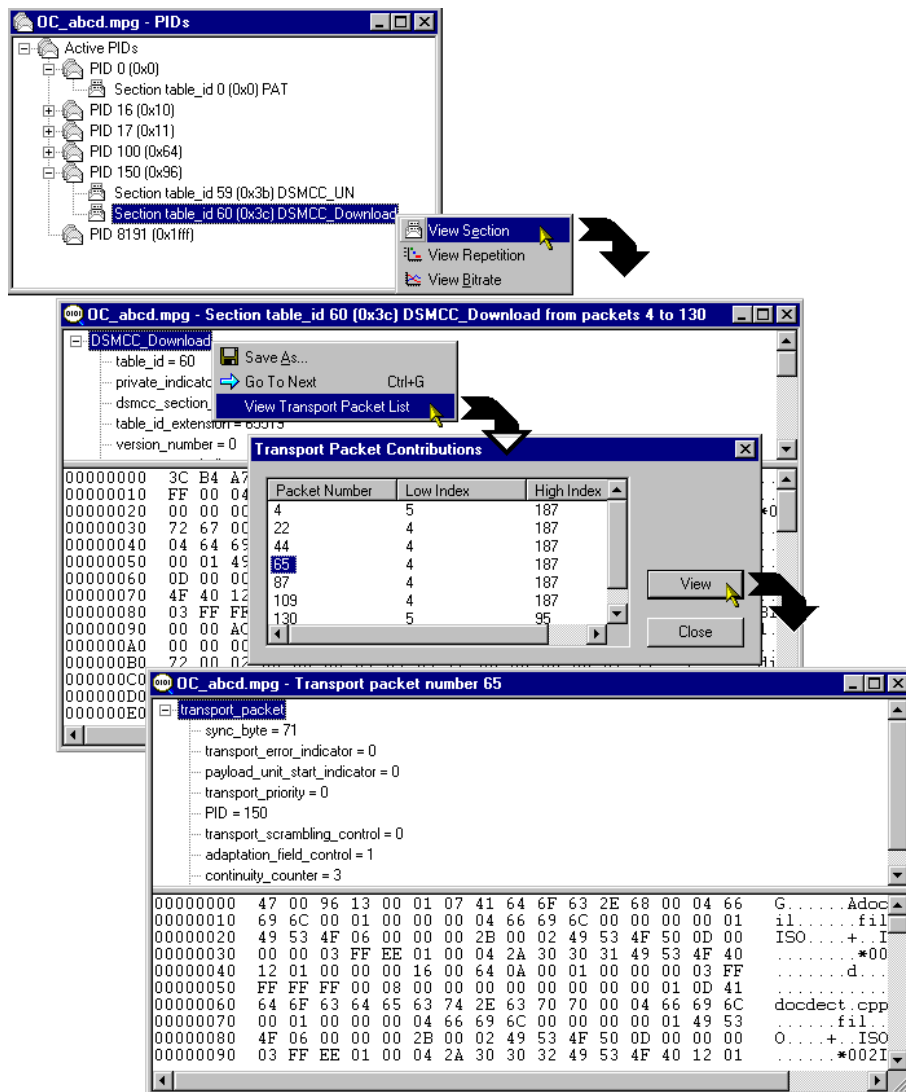 OC_abcd.mpg - PIDs
Active PIDs
PID 0 (0x0)
Section table_id 0 (0x0) PAT
PID 16 (0x10)
PID 17 (0x11)
PID 100 (0x64)
PID 150 (0x96)
Section table_id 59 (0x3b) DSMCC_UN
Section table_id 60 (0x3c) DSMCC_Download
PID 8191 (0x1fff)
View Section
View Repetition
View Bitrate
OC_abcd.mpg - Section table_id 60 (0x3c) DSMCC_Download from packets 4 to 130
DSMCC_Download
table_id = 60
private_indicato
dsmcc_section_
table_id_extension = 65519
version_number = 0
Save As...
Go To Next Ctrl+G
View Transport Packet List
00000000 3C B4 A7
00000010 FF 00 04
00000020 00 00 00
00000030 72 67 00
00000040 04 64 69
00000050 00 01 49
00000060 0D 00 00
00000070 4F 40 12
00000080 03 FF FF
00000090 00 00 AC
000000A0 00 00
000000B0 72 00 02
000000C0
000000D0
000000E0
Transport Packet Contributions
Packet Number Low Index High Index
4 5 187
22 4 187
44 4 187
65 4 187
87 4 187
109 4 187
130 5 95
View
Close
OC_abcd.mpg - Transport packet number 65
transport_packet
sync_byte = 71
transport_error_indicator = 0
payload_unit_start_indicator = 0
transport_priority = 0
PID = 150
transport_scrambling_control = 0
adaptation_field_control = 1
continuity_counter = 3
00000000 47 00 96 13 00 01 07 41 64 6F 63 2E 68 00 04 66 G......Adoc
00000010 69 6C 00 01 00 00 00 04 66 69 6C 00 00 00 00 01 il......fil
00000020 49 53 4F 06 00 00 00 2B 00 02 49 53 4F 50 0D 00 ISO....+..I
00000030 00 00 03 FF EE 01 00 04 2A 30 30 31 49 53 4F 40 ........*00
00000040 12 01 00 00 00 16 00 64 0A 00 01 00 00 00 03 FF .......d...
00000050 FF FF FF 00 08 00 00 00 00 00 00 00 00 01 0D 41 ...........
00000060 64 6F 63 64 65 63 74 2E 63 70 70 00 04 66 69 6C docdect.cpp
00000070 00 01 00 00 00 04 66 69 6C 00 00 00 00 01 49 53 ......fil..
00000080 4F 06 00 00 00 2B 00 02 49 53 4F 50 0D 00 00 00 O....+..ISO
00000090 03 FF EE 01 00 04 2A 30 30 32 49 53 4F 40 12 01 ......*002I